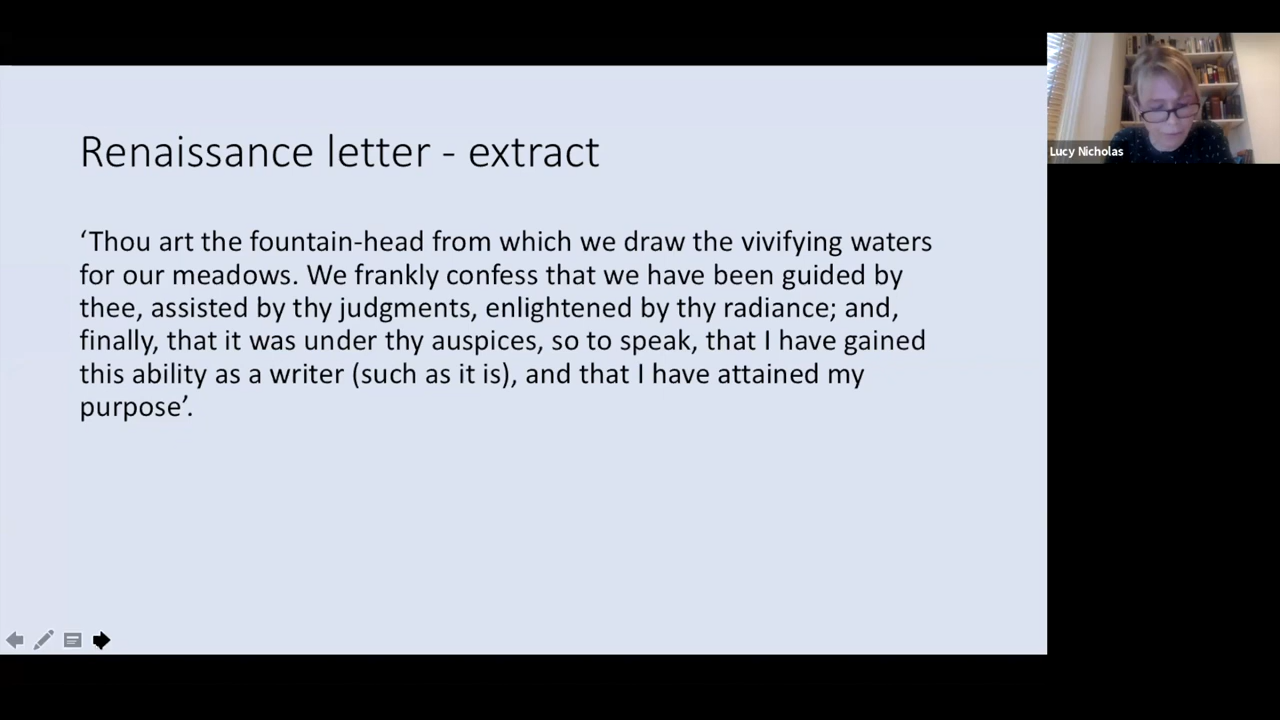 Renaissance letter - extract
‘Thou art the fountain-head from which we draw the vivifying waters
for our meadows. We frankly confess that we have been guided by
thee, assisted by thy judgments, enlightened by thy radiance; and,
finally, that it was under thy auspices, so to speak, that I have gained
this ability as a writer (such as it is), and that I have attained my
purpose’.
Lucy Nicholas